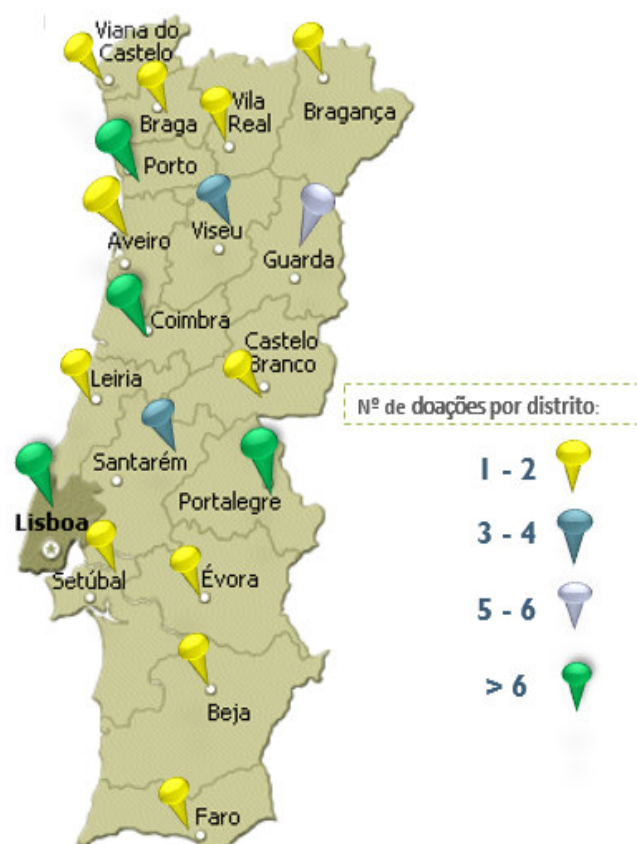 Viana do
Castelo
Braga
Vila
Real
Bragança
Porto
Aveiro
Viseu
Guarda
Coimbra
Castelo
Branco
Leiria
Santarém
Portalegre
Lisboa
Setúbal
Évora
Beja
Faro
Nº de doações por distrito:
1 - 2
3 - 4
5 - 6
> 6